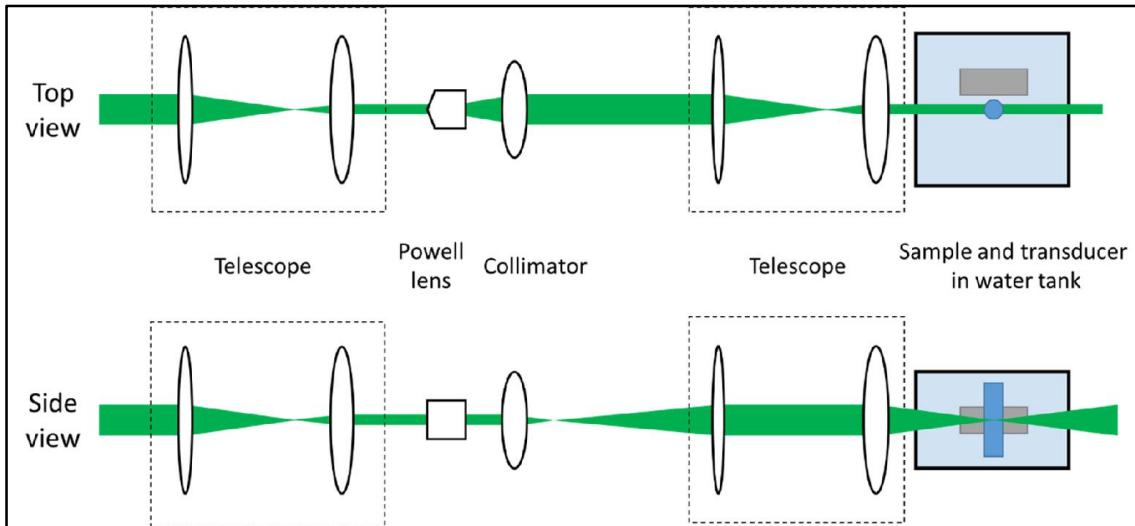 Top
view
Telescope
Powell
lens
Collimator
Telescope
Sample and transducer
in water tank
Side
view